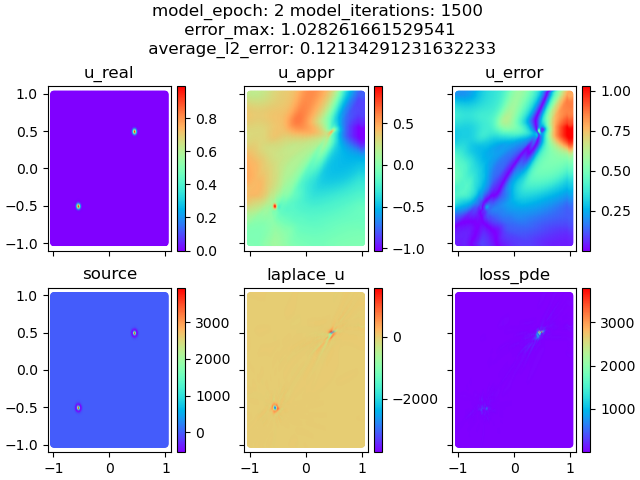 model_epoch: 2 model_iterations: 1500
error_max: 1.028261661529541
average_l2_error: 0.12134291231632233
u_real
u_appr
u_error
1.0
0.5
0.0
−0.5
−1.0
0.8
0.6
0.4
0.2
0.0
0.5
0.0
−0.5
−1.0
1.00
0.75
0.50
0.25
source
laplace_u
loss_pde
1.0
0.5
0.0
−0.5
−1.0
3000
2000
1000
0
0
−2000
3000
2000
1000
−1 0 1
−1 0 1
−1 0 1